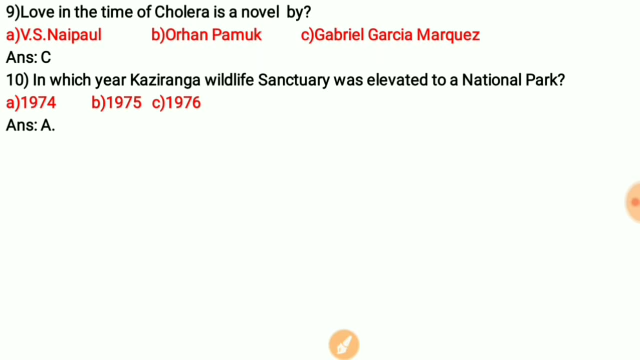 9)Love in the time of Cholera is a novel by?
a)V.S.Naipaul b)Orhan Pamuk c)Gabriel Garcia Marquez
Ans: C
10) In which year Kaziranga wildlife Sanctuary was elevated to a National Park?
a)1974 b)1975 c)1976
Ans: A.